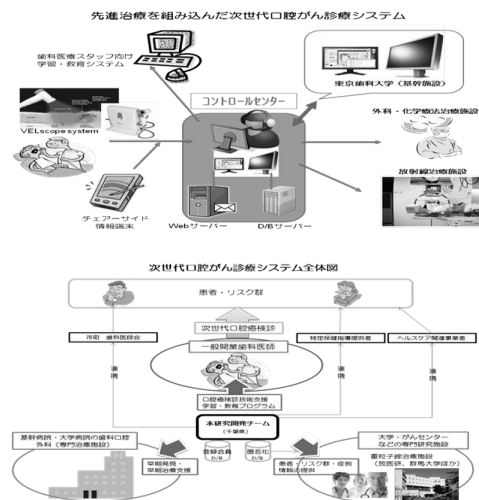 先進治療を組み込んだ次世代口腔がん診療システム
歯科医療スタッフ向け
学習・教育システム
東京歯科大学（基幹施設）
コントロールセンター
外科・化学療法治療施設
VELscope system
放射線治療施設
チェアーサイド
情報端末
Webサーバー
D/Bサーバー
次世代口腔がん診療システム全体図
患者・リスク群
次世代口腔癌検診
市町 歯科医師会
一般開業歯科医師
特定保健指導提供者
ヘルスケア関連事業者
連携
連携
連携
口腔癌検診技術支援
学習・教育プログラム
本研究開発チーム
（千葉県）
基幹病院・大学病院の歯科口腔
外科（専門治療施設）
大学・がんセンター
などの専門研究施設
登録会員
D/B
匿名化
D/B
早期発見・
早期治療支援
患者・リスク群・症例
情報の提供
重粒子線治療施設
（放医研、群馬大学ほか）